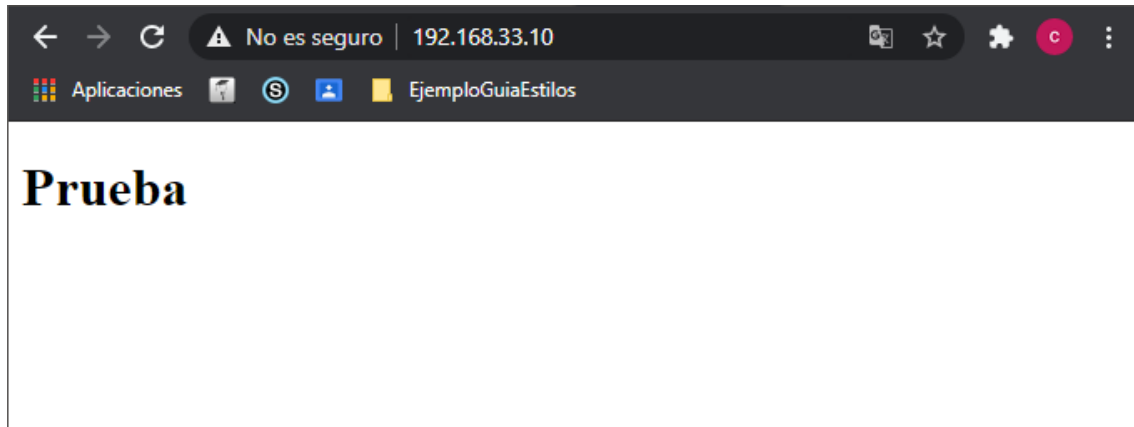 No es seguro | 192.168.33.10
C
Aplicaciones S EjemploGuiaEstilos
Prueba